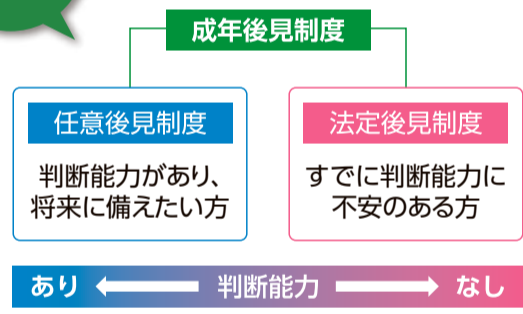 成年後見制度
任意後見制度
判断能力があり、
将来に備えたい方
法定後見制度
すでに判断能力に
不安のある方
あり 判断能力 なし